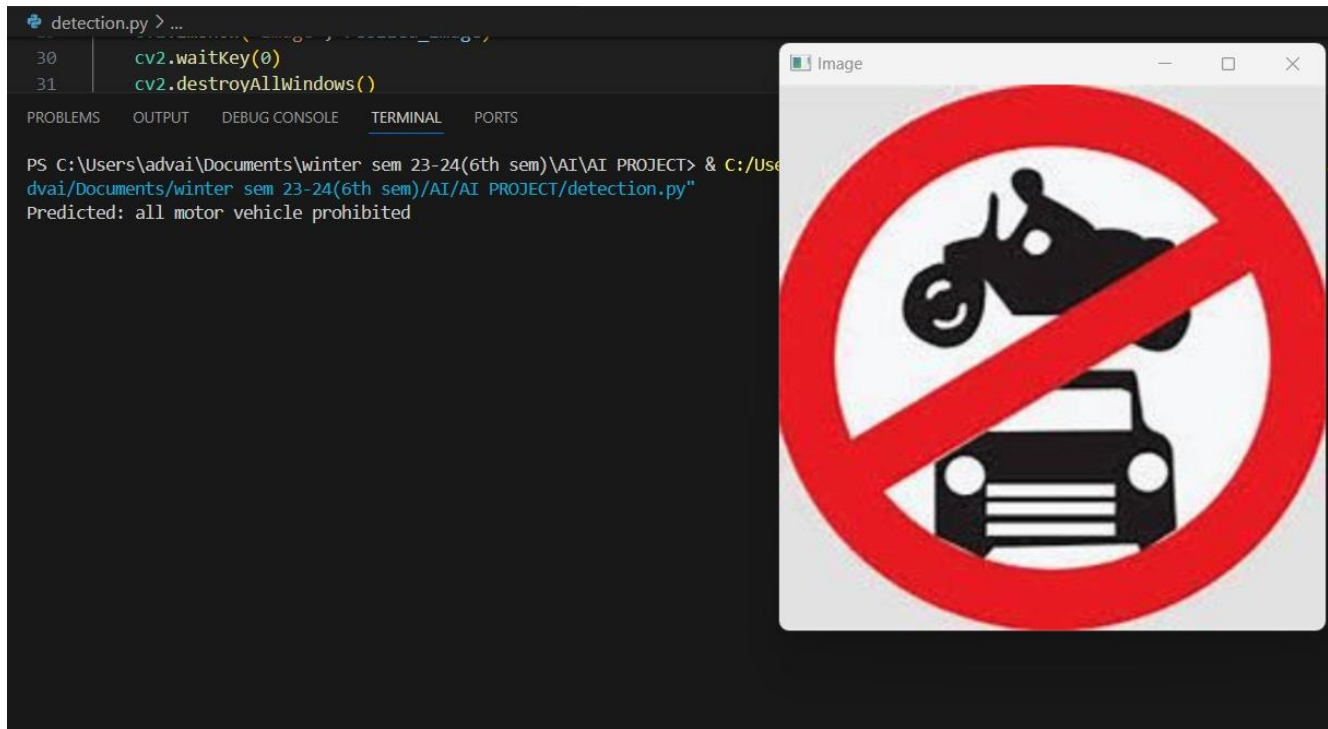 detection.py > ...
30 cv2.waitKey(0)
31 cv2.destroyAllWindows()
Image
PROBLEMS OUTPUT DEBUG CONSOLE TERMINAL PORTS
PS C:\Users\advai\Documents\winter sem 23-24(6th sem)\AI\AI PROJECT> & C:/Use
dvai/Documents/winter sem 23-24(6th sem)/AI/AI PROJECT/detection.py"
Predicted: all motor vehicle prohibited